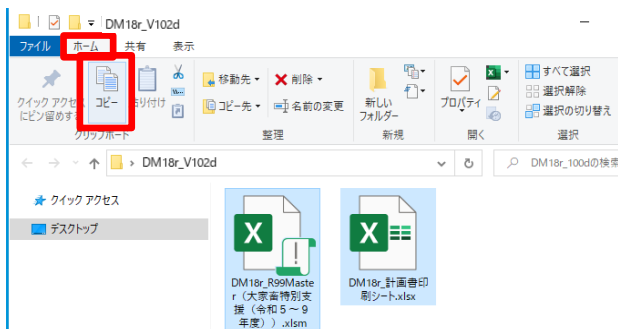 DM18r_V102d
ファイル ホーム 共有 表示
クイック アクセス
にピン留めする
コピー
貼り付け
クリップボード
移動先 削除
コピー先 名前の変更
整理
新しい
フォルダー
新規
プロパティ
開く
すべて選択
選択解除
選択の切り替え
選択
DM18r_V102d
DM18r_100dの検索
クイック アクセス
デスクトップ
DM18r_R99Maste
r(大家畜特別支
援(令和5~9
年度)).xlsm
DM18r_計画書印
刷シート.xlsx